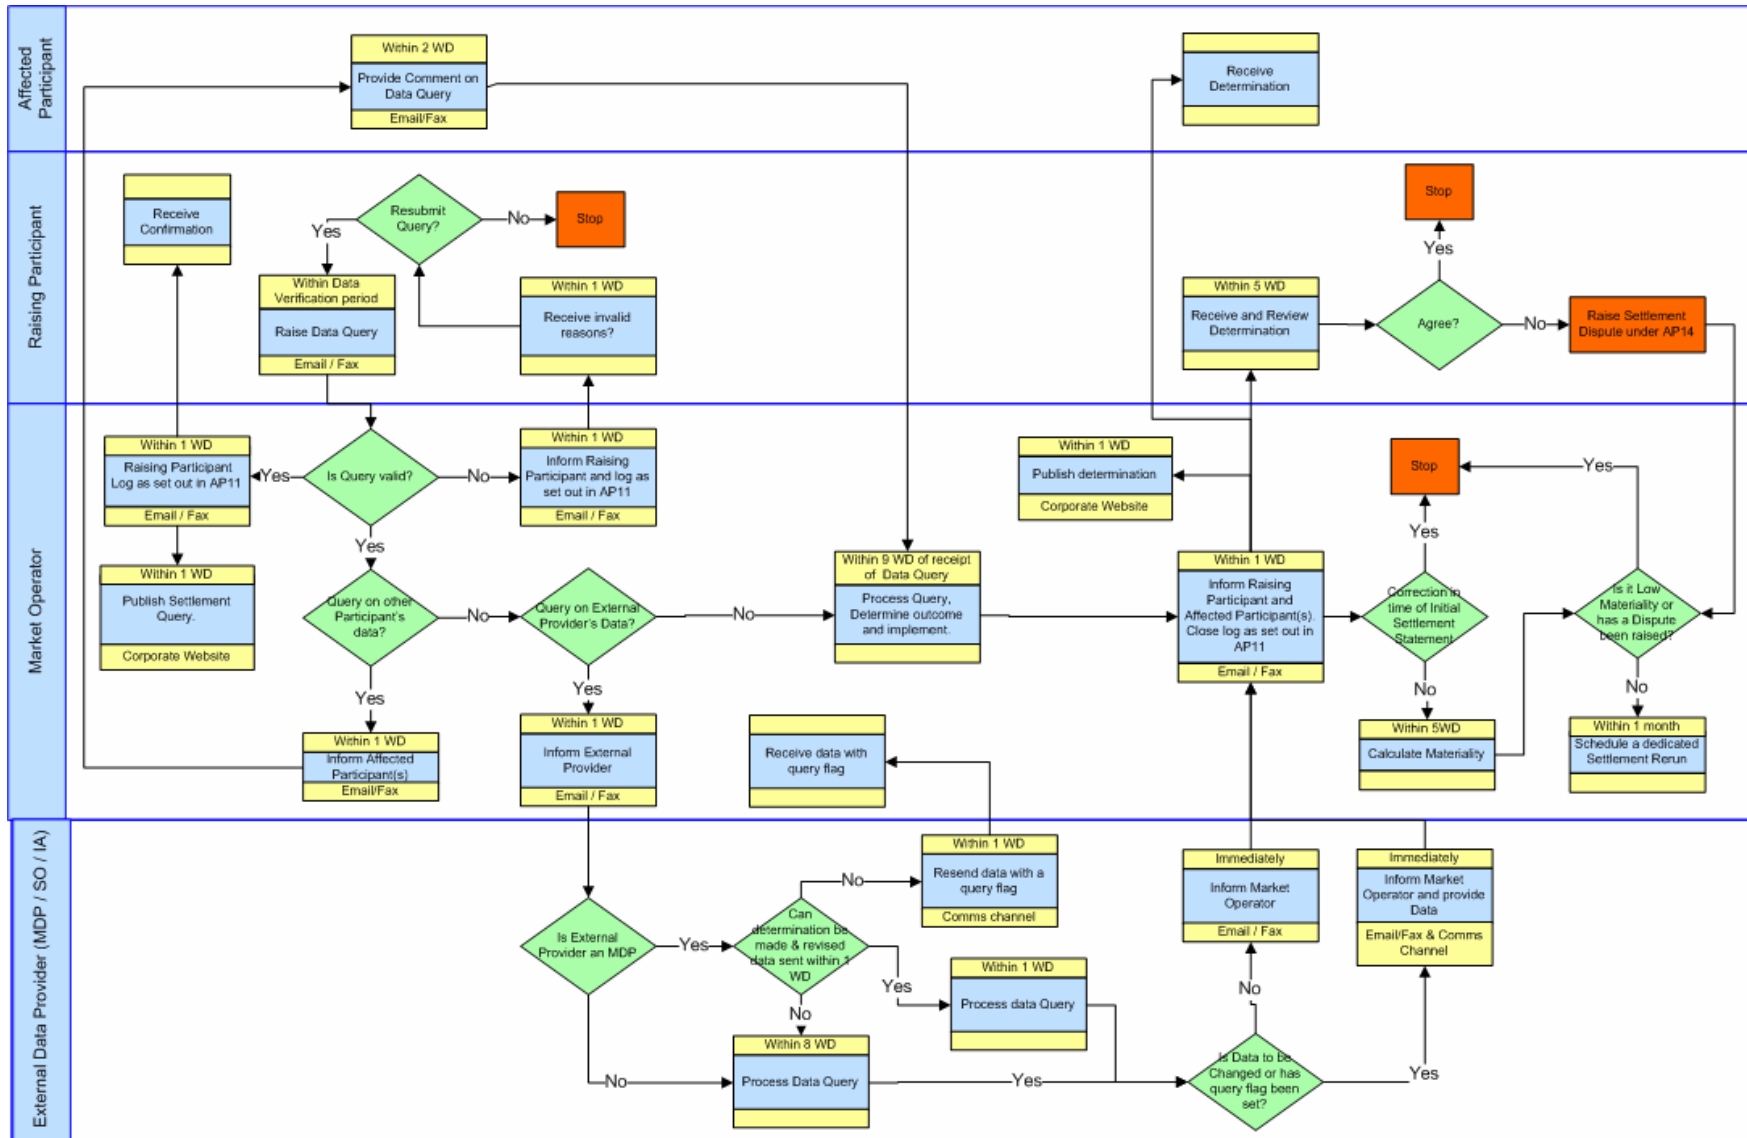 Affected
Participant
Within 2 WD
Provide Comment on
Data Query
Email/Fax
Receive
Determination
Raising Participant
Receive
Confirmation
Resubmit
Query?
Yes
No
Stop
Within Data
Verification period
Raise Data Query
Email / Fax
Within 1 WD
Receive invalid
reasons?
Within 5 WD
Receive and Review
Determination
Stop
Yes
Agree?
No
Raise Settlement
Dispute under AP14
Market Operator
Within 1 WD
Raising Participant
Log as set out in AP11
Email / Fax
Yes
Is Query valid?
No
Within 1 WD
Inform Raising
Participant and log as
set out in AP11
Email / Fax
Within 1 WD
Publish determination
Corporate Website
Stop
Yes
Yes
Within 1 WD
Publish Settlement
Query.
Corporate Website
Yes
Query on other
Participant's
data?
No
Query on External
Provider's Data?
No
Within 9 WD of receipt
of Data Query
Process Query,
Determine outcome
and implement.
Within 1 WD
Inform Raising
Participant and
Affected Participant(s).
Close log as set out in
AP11
Email / Fax
Correction in
time of Initial
Settlement
Statement
Is it Low
Materiality or
has a Dispute
been raised?
Yes
Within 1 WD
Inform Affected
Participant(s)
Email/Fax
Yes
Within 1 WD
Inform External
Provider
Email / Fax
Receive data with
query flag
No
Within 5WD
Calculate Materiality
No
Within 1 month
Schedule a dedicated
Settlement Rerun
External Data Provider (MDP / SO / IA)
Is External
Provider an MDP
Yes
No
Can
determination be
made & revised
data sent within 1
WD
No
Within 1 WD
Resend data with a
query flag
Comms channel
Yes
Within 1 WD
Process data Query
No
Within 8 WD
Process Data Query
Yes
Immediately
Inform Market
Operator
Email / Fax
Immediately
Inform Market
Operator and provide
Data
Email/Fax & Comms
Channel
No
Is Data to be
Changed or has
query flag been
set?
Yes